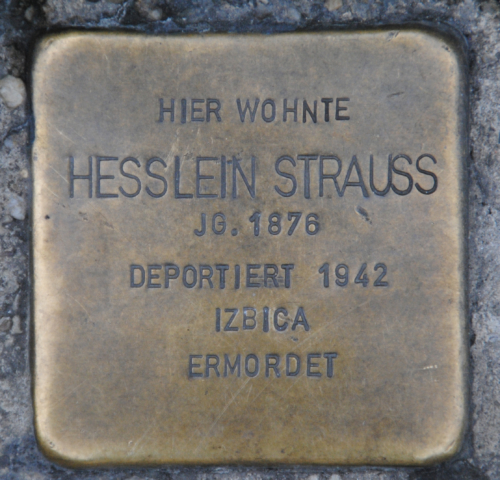 HIER WOHNTE
HESSLEIN STRAUSS
JG. 1876
DEPORTIERT 1942
IZBICA
ERMORDET